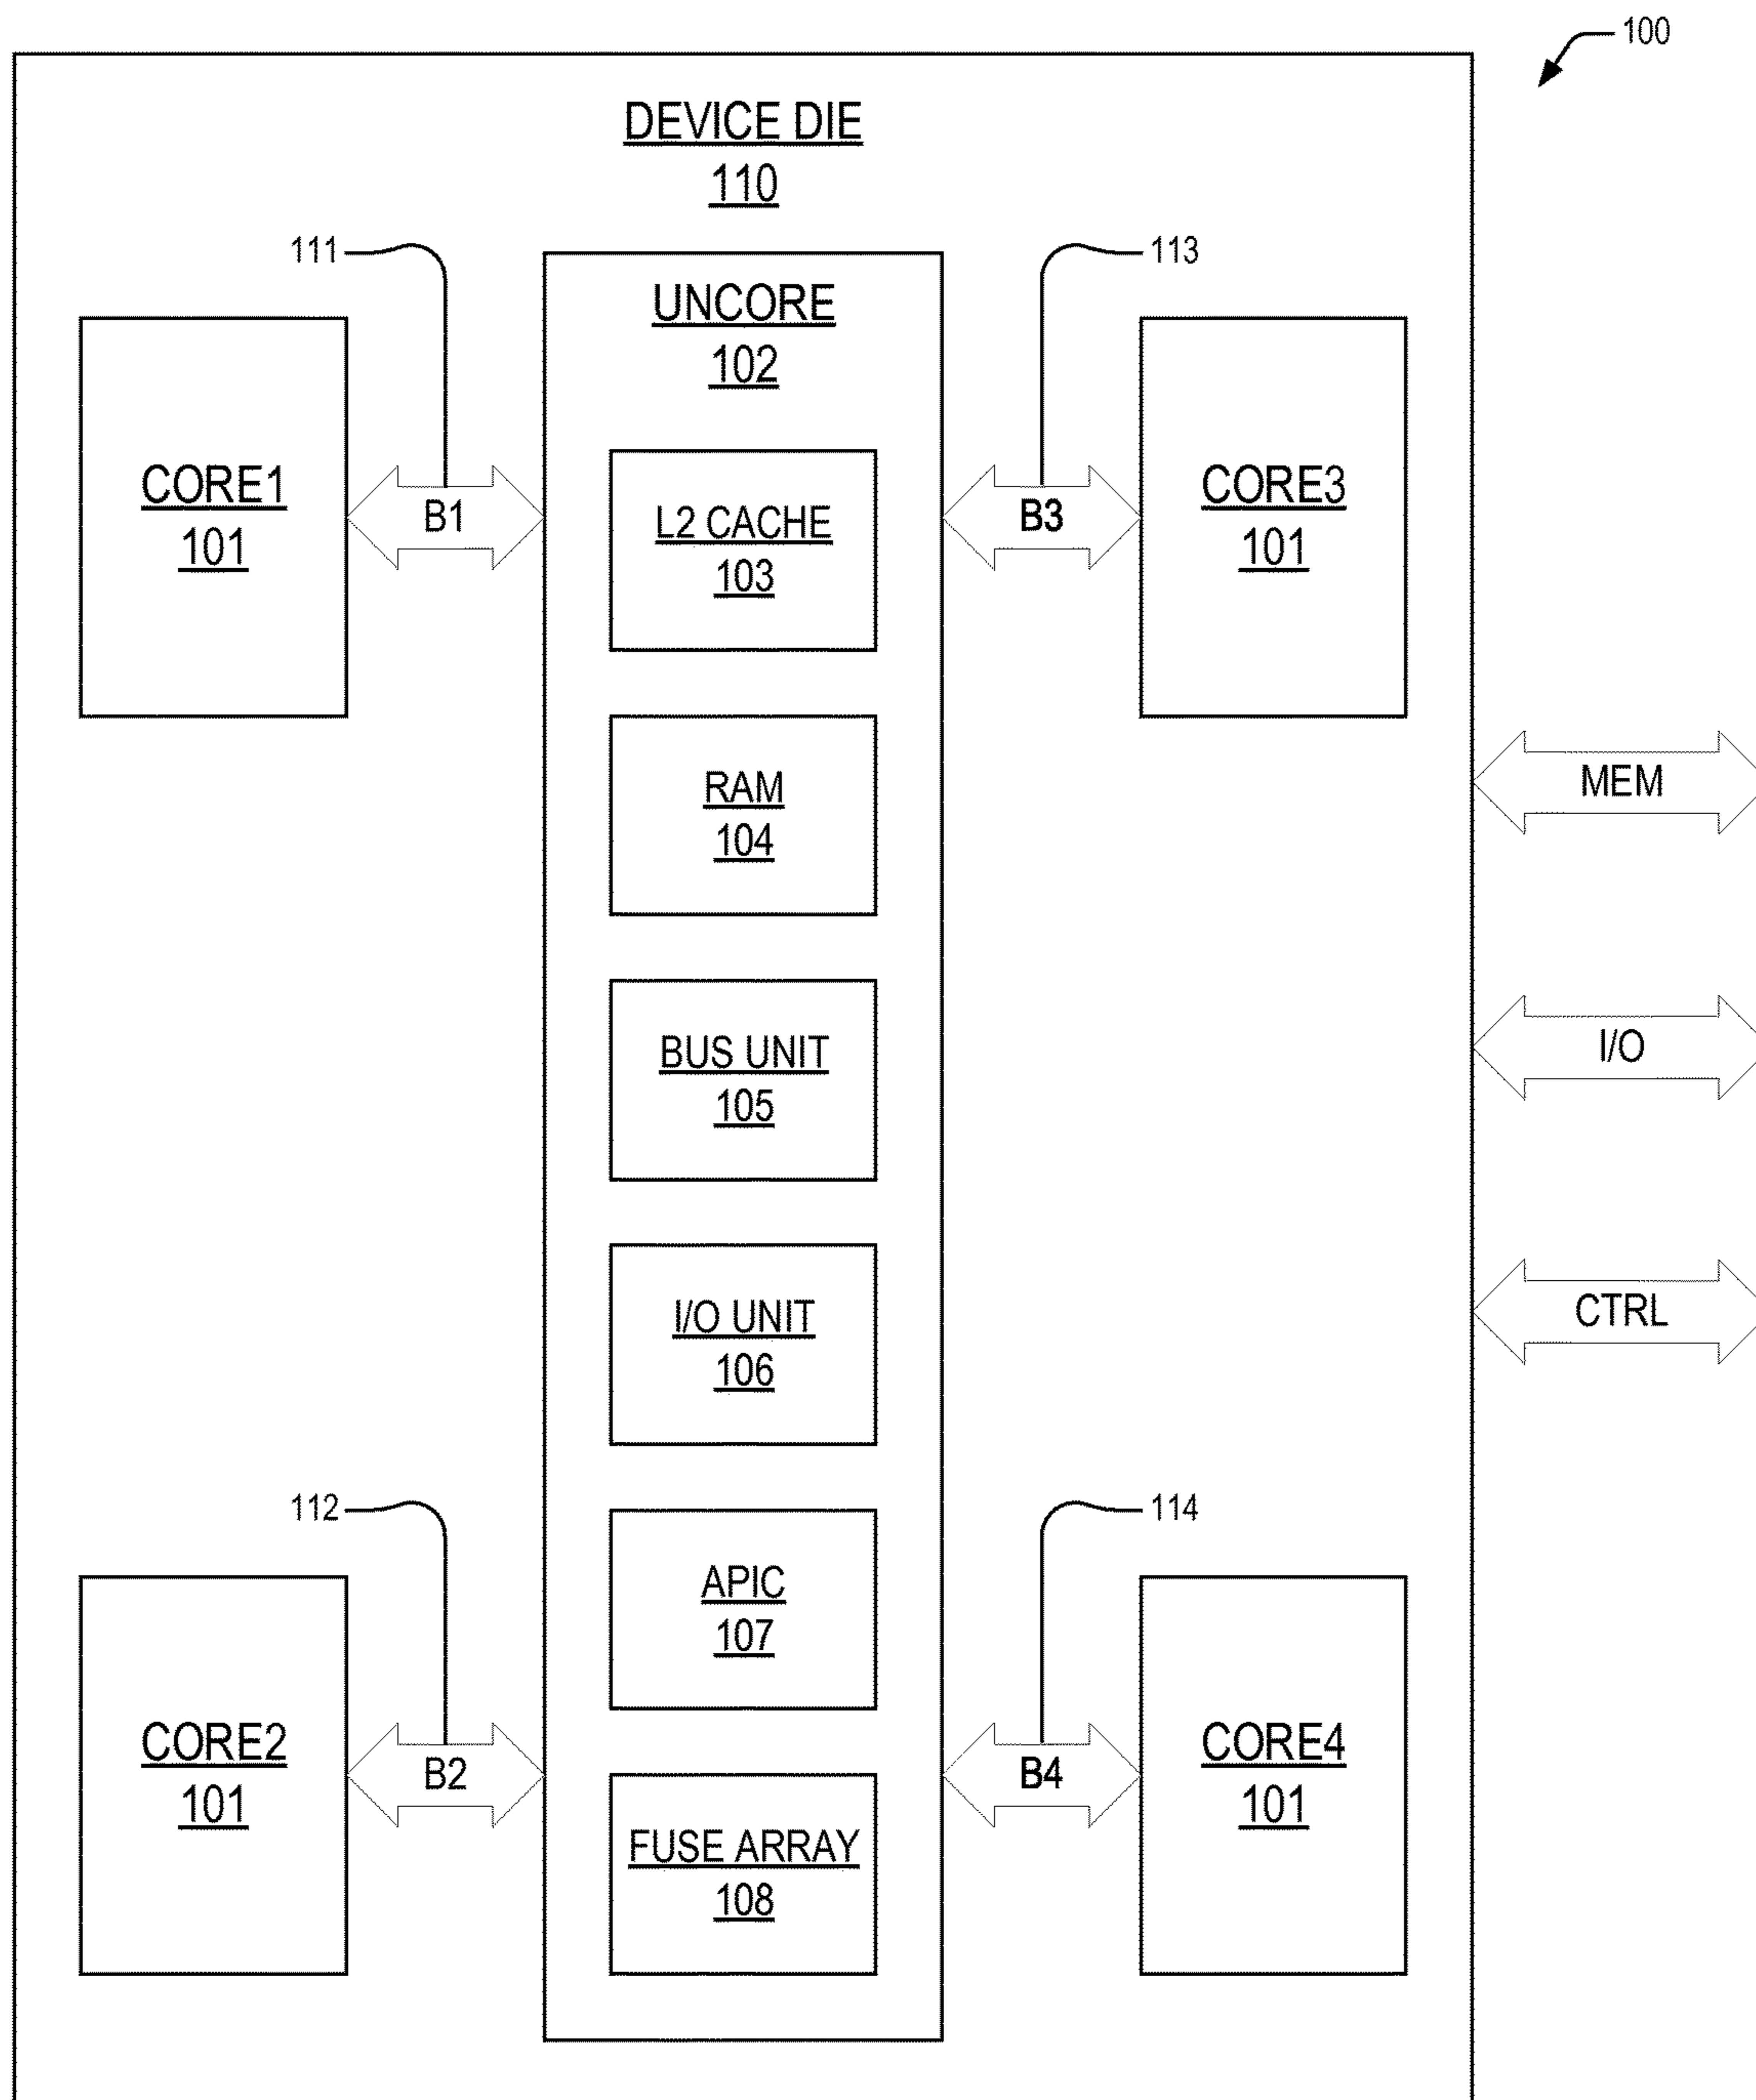 100
DEVICE DIE
110
111
113
UNCORE
102
CORE1
101
B1
L2 CACHE
103
B3
CORE3
101
RAM
104
MEM
BUS UNIT
105
I/O
I/O UNIT
106
CTRL
112
114
APIC
107
CORE2
101
B2
B4
CORE4
101
FUSE ARRAY
108